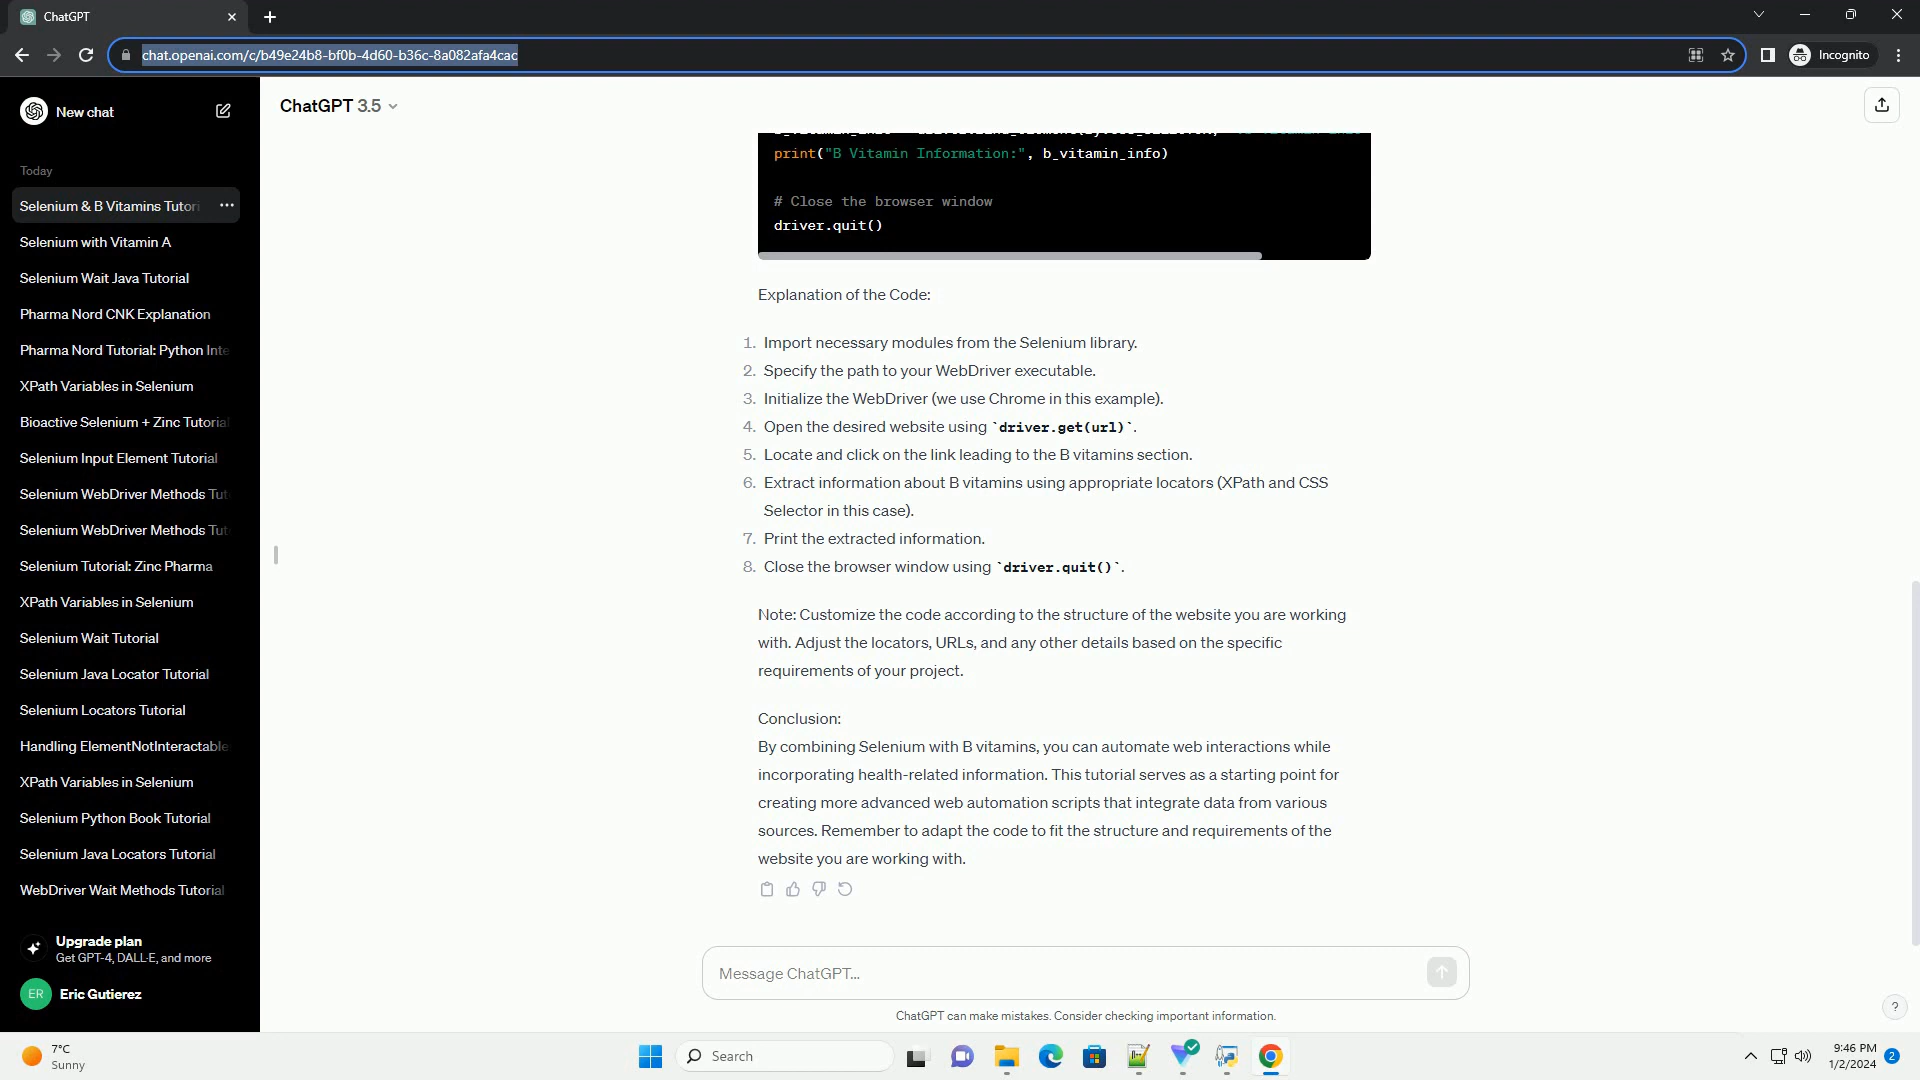 ChatGPT
chat.openai.com/c/b49e24b8-bf0b-4d60-b36c-8a082afa4cac
Incognito
New chat
Today
Selenium & B Vitamins Tutori
Selenium with Vitamin A
Selenium Wait Java Tutorial
Pharma Nord CNK Explanation
Pharma Nord Tutorial: Python Inte
XPath Variables in Selenium
Bioactive Selenium + Zinc Tutorial
Selenium Input Element Tutorial
Selenium WebDriver Methods Tut
Selenium WebDriver Methods Tut
Selenium Tutorial: Zinc Pharma
XPath Variables in Selenium
Selenium Wait Tutorial
Selenium Java Locator Tutorial
Selenium Locators Tutorial
Handling ElementNotInteractable
XPath Variables in Selenium
Selenium Python Book Tutorial
Selenium Java Locators Tutorial
WebDriver Wait Methods Tutorial
Upgrade plan
Get GPT-4, DALL·E, and more
ER Eric Gutierez
ChatGPT 3.5
print("B Vitamin Information:", b_vitamin_info)
# Close the browser window
driver.quit()
Explanation of the Code:
1. Import necessary modules from the Selenium library.
2. Specify the path to your WebDriver executable.
3. Initialize the WebDriver (we use Chrome in this example).
4. Open the desired website using `driver.get(url)`.
5. Locate and click on the link leading to the B vitamins section.
6. Extract information about B vitamins using appropriate locators (XPath and CSS
Selector in this case).
7. Print the extracted information.
8. Close the browser window using `driver.quit()`.
Note: Customize the code according to the structure of the website you are working
with. Adjust the locators, URLs, and any other details based on the specific
requirements of your project.
Conclusion:
By combining Selenium with B vitamins, you can automate web interactions while
incorporating health-related information. This tutorial serves as a starting point for
creating more advanced web automation scripts that integrate data from various
sources. Remember to adapt the code to fit the structure and requirements of the
website you are working with.
Message ChatGPT...
ChatGPT can make mistakes. Consider checking important information.
?
7°C
Sunny
Search
9:46 PM
1/2/2024
2